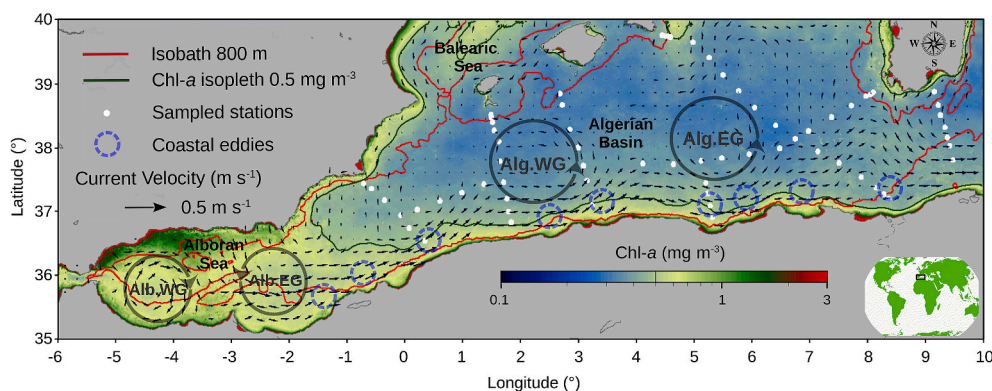 40
39
38
37
36
35
Latitude (°)
Isobath 800 m
Chl-a isopleth 0.5 mg m⁻³
Sampled stations
Coastal eddies
Current Velocity (m s⁻¹)
0.5 m s⁻¹
Balearic
Sea
N
W E
S
Algerian
Basin
Alg.WG
Alg.EG
Alboran
Sea
Alb.WG
Alb.EG
Chl-a (mg m⁻³)
0.1 1 3
-6 -5 -4 -3 -2 -1 0 1 2 3 4 5 6 7 8 9 10
Longitude (°)